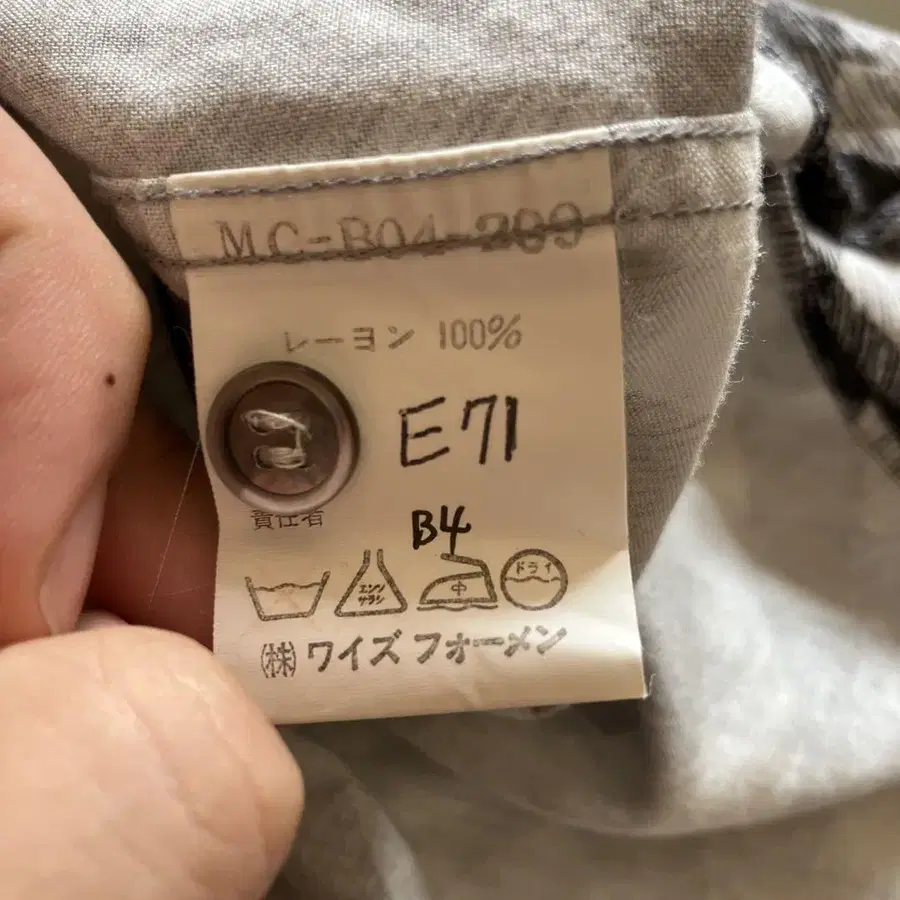 MC-B04-209
レーヨン 100%
E71
責任者
B4
エンソ
サラシ
中
ドライ
㈱ワイズ フォーメン